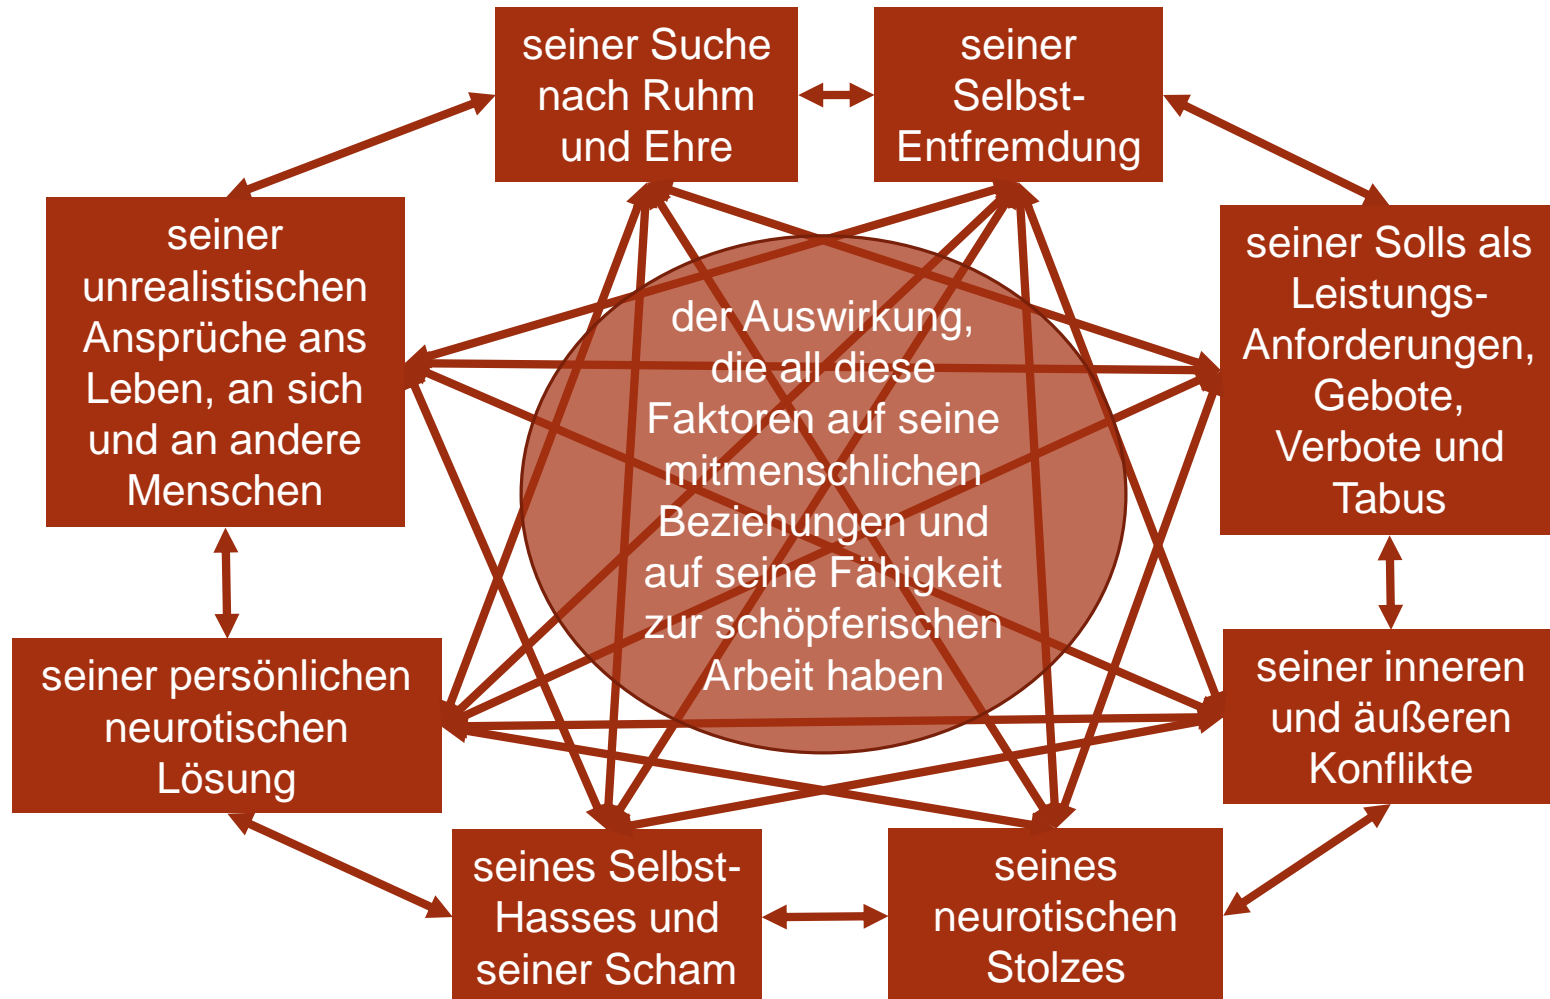 seiner Suche
nach Ruhm
und Ehre
seiner
Selbst-
Entfremdung
seiner
unrealistischen
Ansprüche ans
Leben, an sich
und an andere
Menschen
seiner Solls als
Leistungs-
Anforderungen,
Gebote,
Verbote und
Tabus
der Auswirkung,
die all diese
Faktoren auf seine
mitmenschlichen
Beziehungen und
auf seine Fähigkeit
zur schöpferischen
Arbeit haben
seiner persönlichen
neurotischen
Lösung
seiner inneren
und äußeren
Konflikte
seines Selbst-
Hasses und
seiner Scham
seines
neurotischen
Stolzes